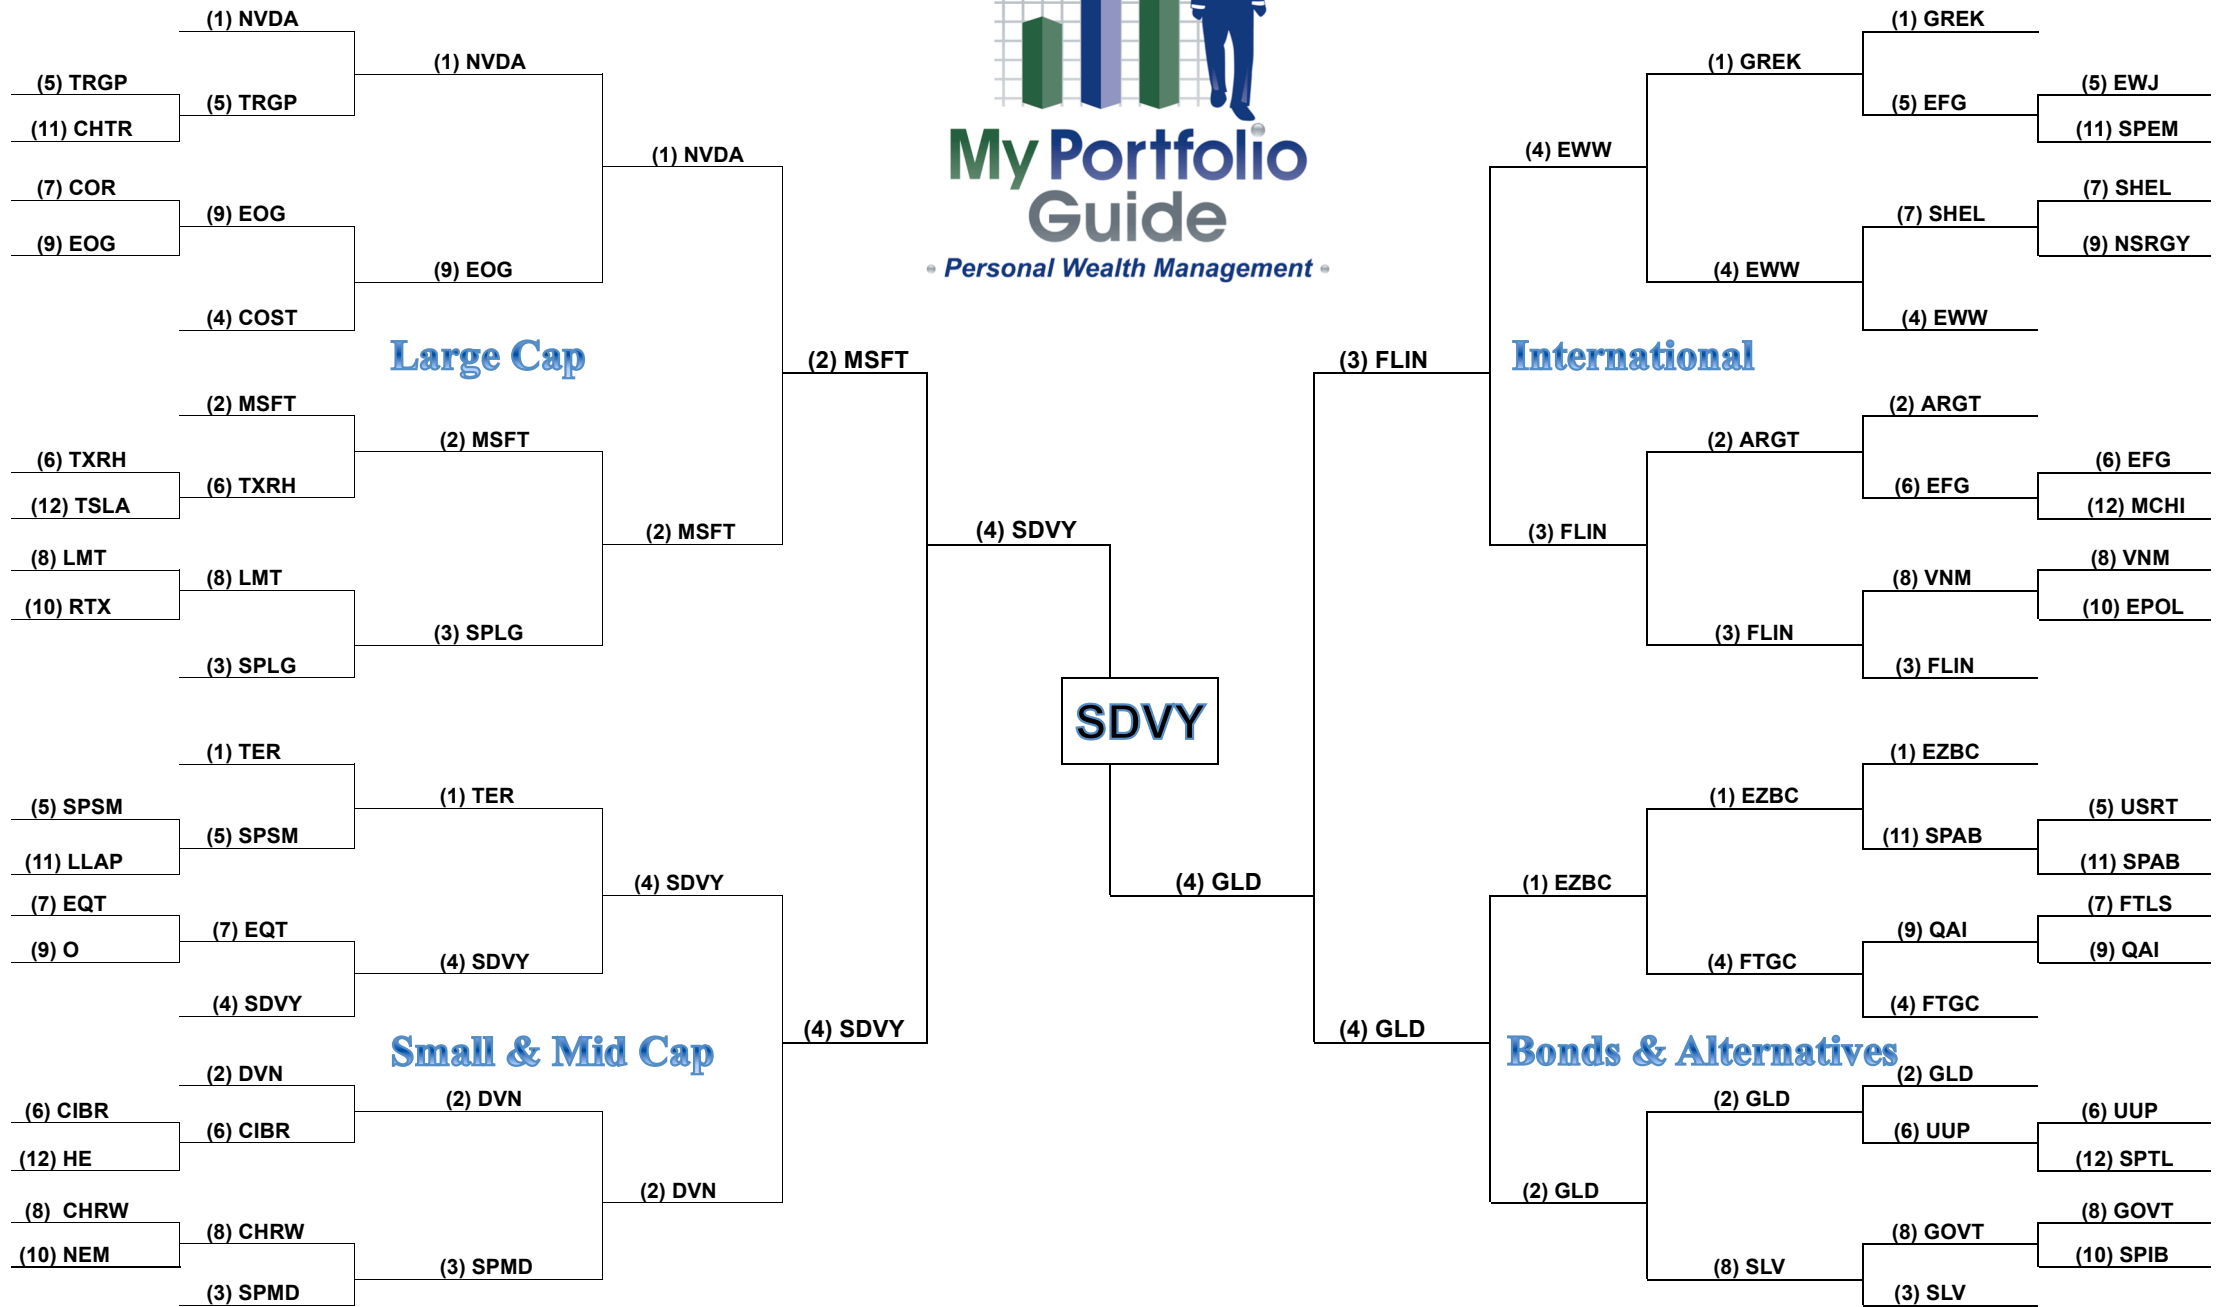 (1) NVDA
(5) TRGP
(11) CHTR
(5) TRGP
(1) NVDA
(7) COR
(9) EOG
(9) EOG
(4) COST
(9) EOG
(1) NVDA
Large Cap
(2) MSFT
(6) TXRH
(12) TSLA
(6) TXRH
(2) MSFT
(8) LMT
(10) RTX
(8) LMT
(3) SPLG
(3) SPLG
(2) MSFT
(2) MSFT
(1) TER
(5) SPSM
(11) LLAP
(5) SPSM
(1) TER
(7) EQT
(9) O
(7) EQT
(4) SDVY
(4) SDVY
(4) SDVY
Small & Mid Cap
(2) DVN
(6) CIBR
(12) HE
(6) CIBR
(2) DVN
(8) CHRW
(10) NEM
(8) CHRW
(3) SPMD
(3) SPMD
(2) DVN
(4) SDVY
(4) SDVY
My Portfolio
Guide
Personal Wealth Management
SDVY
(4) GLD
(3) FLIN
(4) EWW
(1) GREK
(1) GREK
(5) EFG
(5) EWJ
(11) SPEM
(4) EWW
(7) SHEL
(7) SHEL
(9) NSRGY
(4) EWW
International
(3) FLIN
(2) ARGT
(2) ARGT
(6) EFG
(6) EFG
(12) MCHI
(3) FLIN
(8) VNM
(8) VNM
(10) EPOL
(3) FLIN
(4) GLD
(1) EZBC
(1) EZBC
(1) EZBC
(11) SPAB
(5) USRT
(11) SPAB
(4) FTGC
(9) QAI
(7) FTLS
(9) QAI
(4) FTGC
Bonds & Alternatives
(2) GLD
(2) GLD
(2) GLD
(6) UUP
(6) UUP
(12) SPTL
(8) SLV
(8) GOVT
(8) GOVT
(10) SPIB
(3) SLV